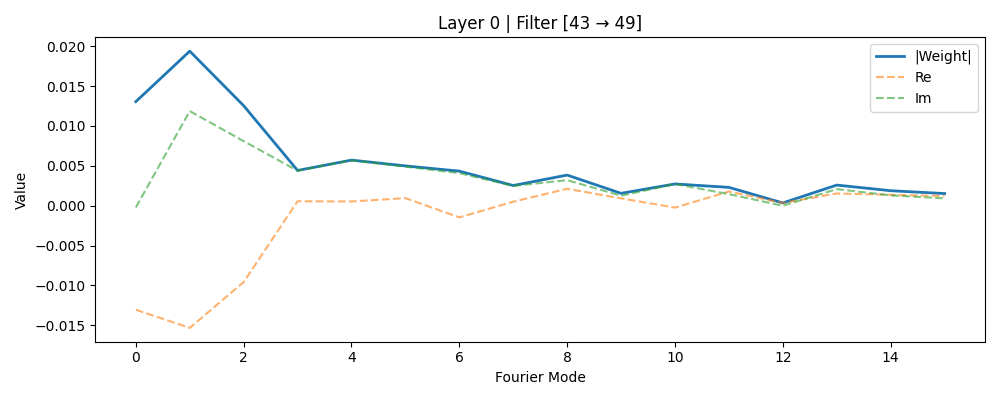 Layer 0 | Filter [43 → 49]
|Weight|
Re
Im
0.020
0.015
0.010
0.005
0.000
−0.005
−0.010
−0.015
Value
0 2 4 6 8 10 12 14
Fourier Mode